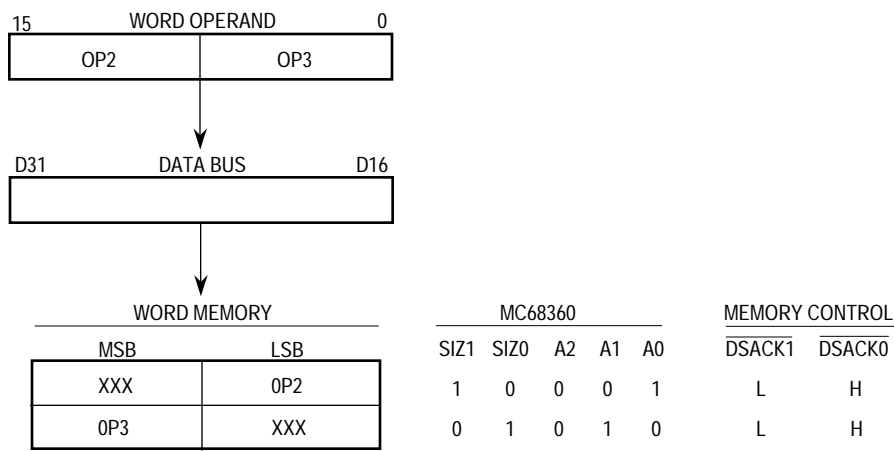 15 WORD OPERAND 0
OP2 OP3
D31 DATA BUS D16
WORD MEMORY MC68360 MEMORY CONTROL
MSB LSB SIZ1 SIZ0 A2 A1 A0 DSACK1 DSACK0
XXX 0P2 1 0 0 0 1 L H
0P3 XXX 0 1 0 1 0 L H